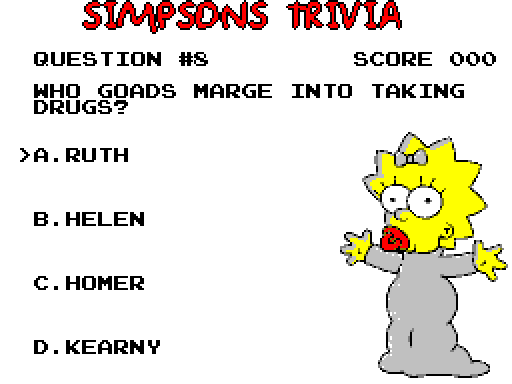 SIMPSONS TRIVIA
QUESTION #8 SCORE 000
WHO GOADS MARGE INTO TAKING
DRUGS?
>A.RUTH
B.HELEN
C.HOMER
D.KEARNY